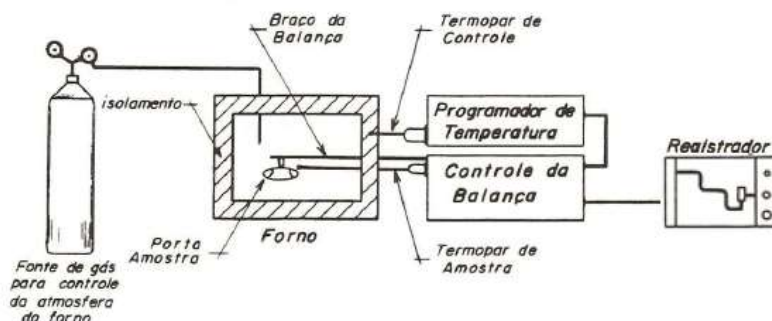 Braço da
Balança
Termopar de
Controle
isolamento
Programador de
Temperatura
Realstrador
Controle da
Balança
Porta
Amostra
Forno
Termopar de
Amostra
Fonte de gás
para controle
da atmosfera
do forno